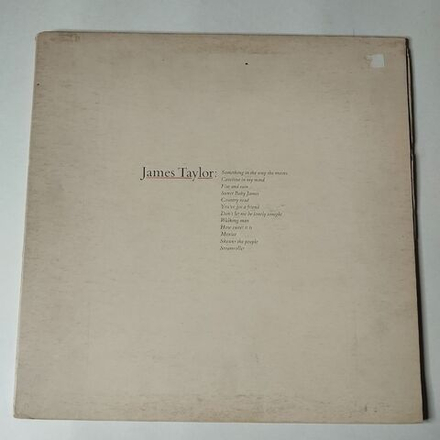 James Taylor:
Something in the way she moves
Carolina in my mind
Fire and rain
Sweet Baby James
Country road
You've got a friend
Don't let me be lonely tonight
Walking man
How sweet it is
Mexico
Shower the people
Steamroller